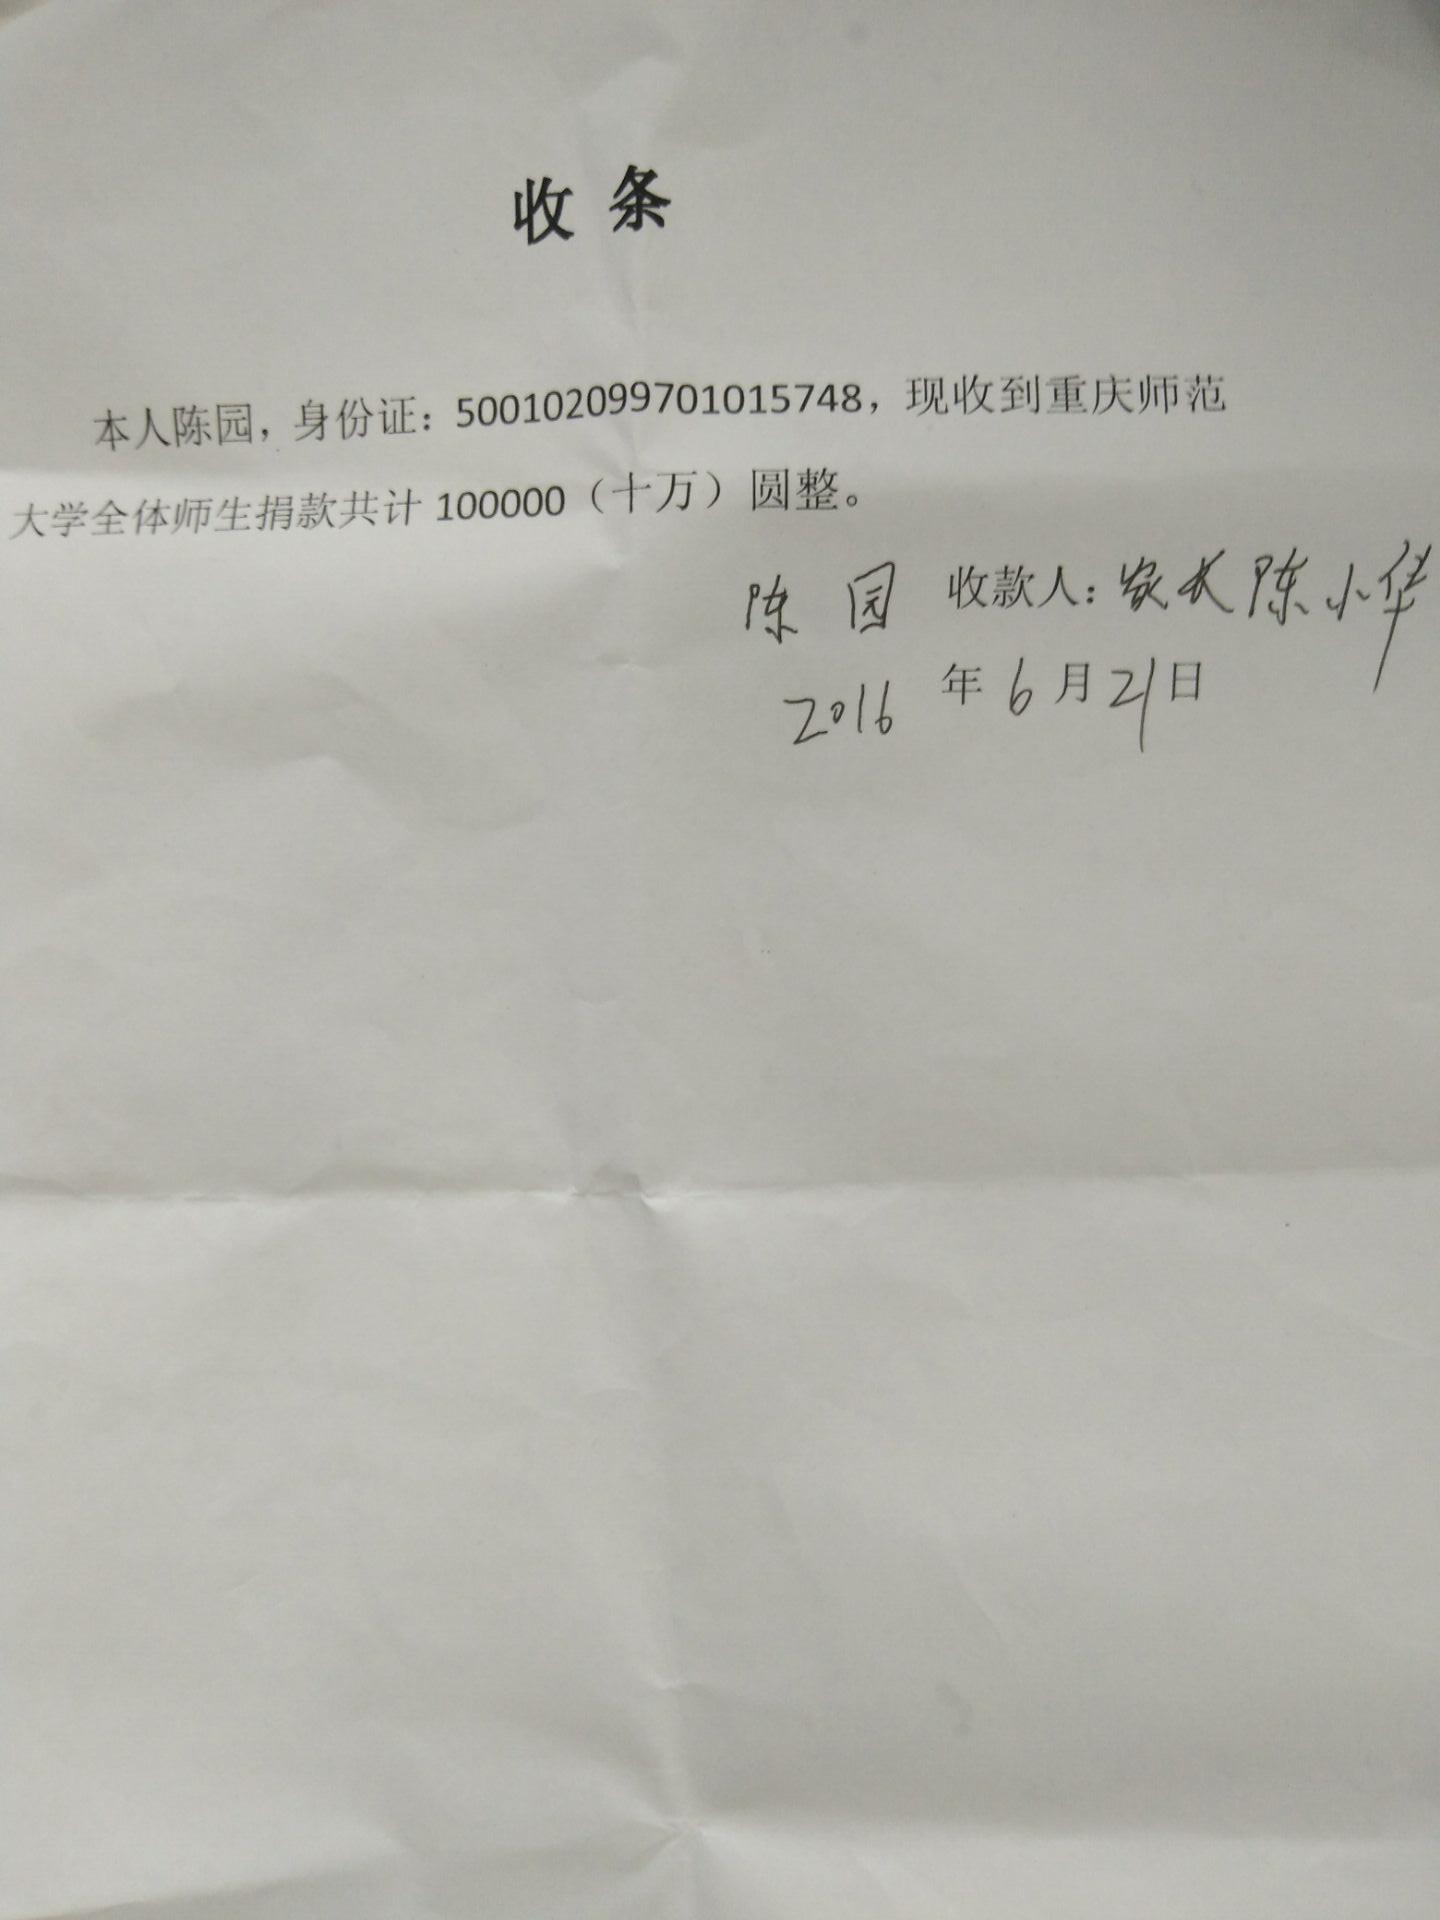 收 条
本人陈园，身份证：500102099701015748，现收到重庆师范
大学全体师生捐款共计 100000（十万）圆整。
陈 园 收款人：家长陈小华
2016 年 6 月 21 日